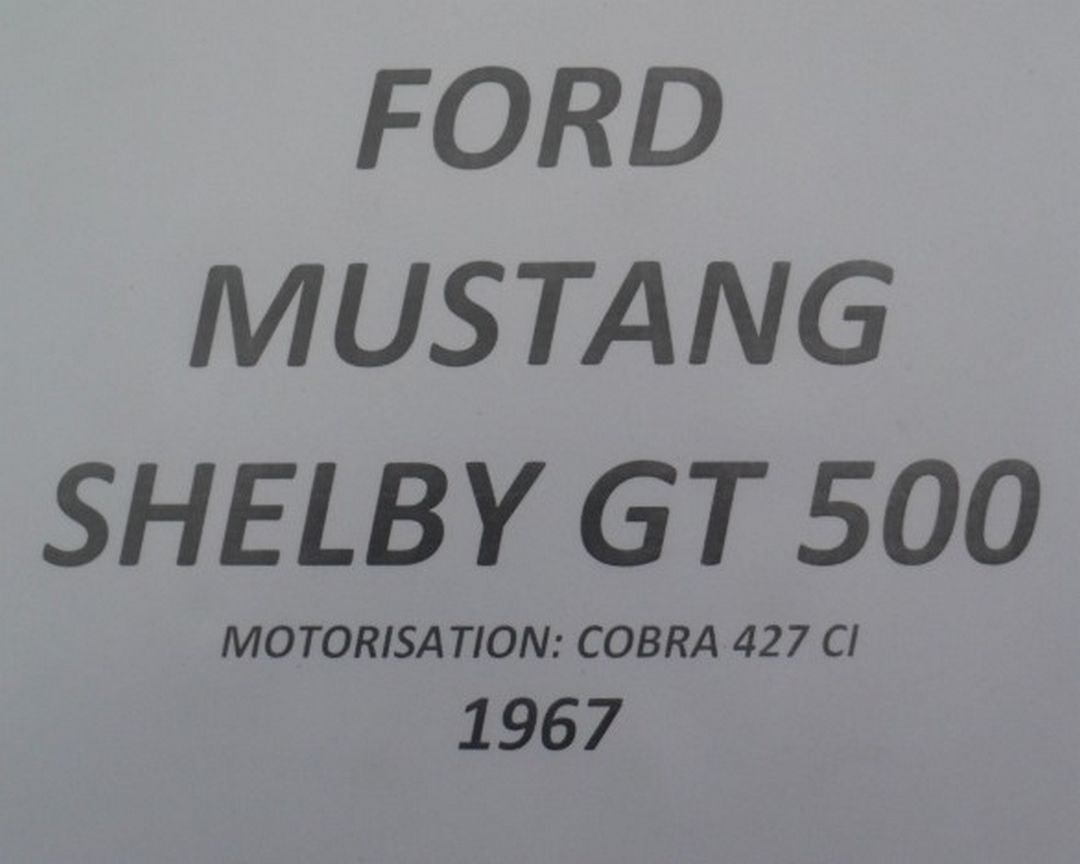 FORD
MUSTANG
SHELBY GT 500
MOTORISATION: COBRA 427 CI
1967